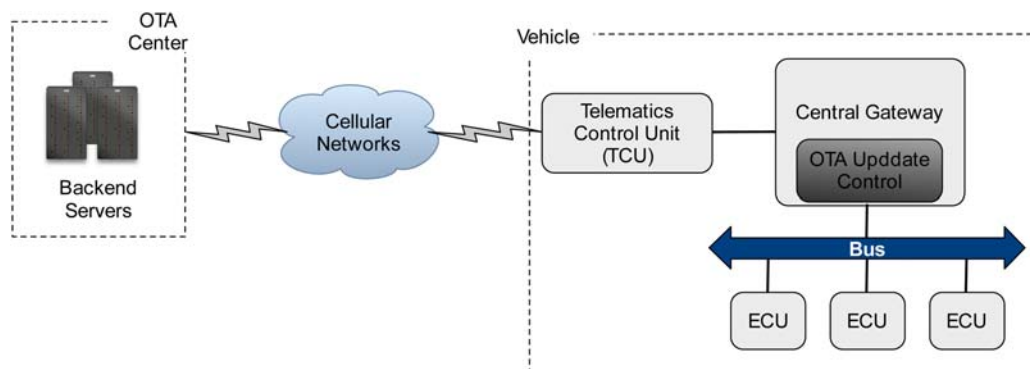 OTA
Center
Backend
Servers
Cellular
Networks
Vehicle
Telematics
Control Unit
(TCU)
Central Gateway
OTA Upddate
Control
Bus
ECU
ECU
ECU